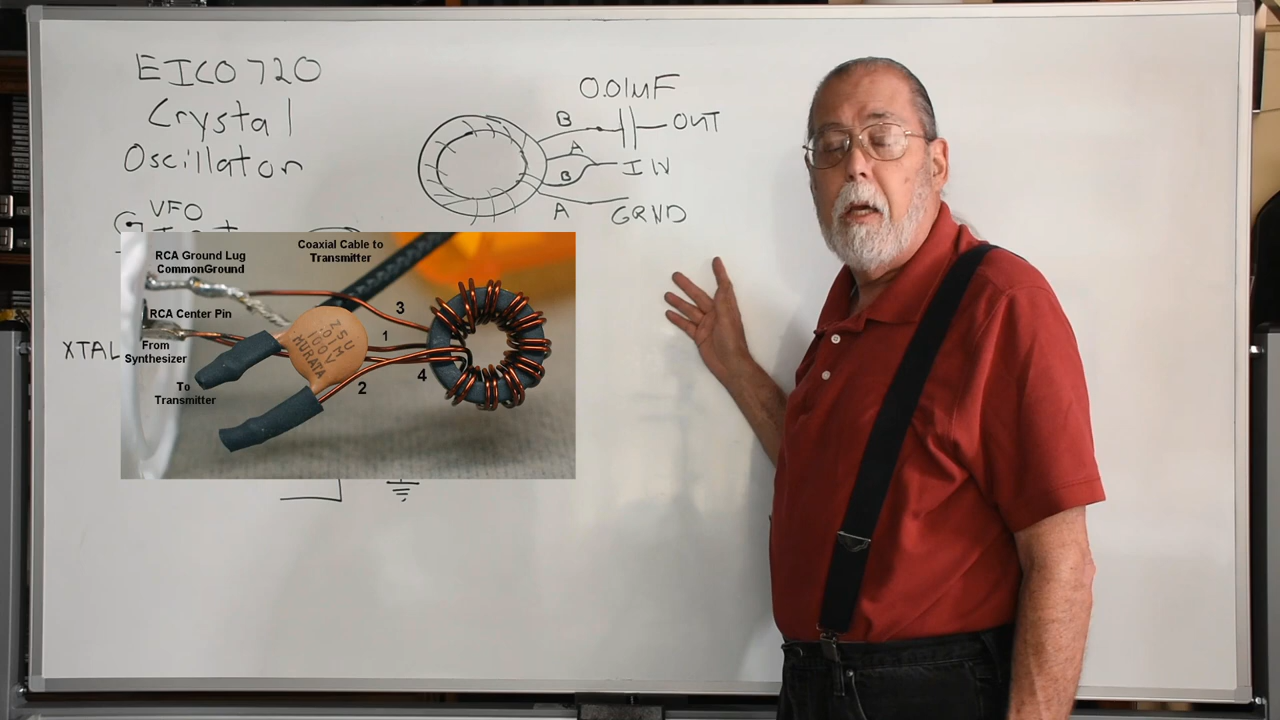 EICO 720
Crystal
Oscillator
VFO
XTAL
0.01MF
B
OUT
A
IN
B
A
GRND
RCA Ground Lug
CommonGround
Coaxial Cable to
Transmitter
RCA Center Pin
From
Synthesizer
To
Transmitter
3
1
2
4
Z5U
.01M
100V
MURATA